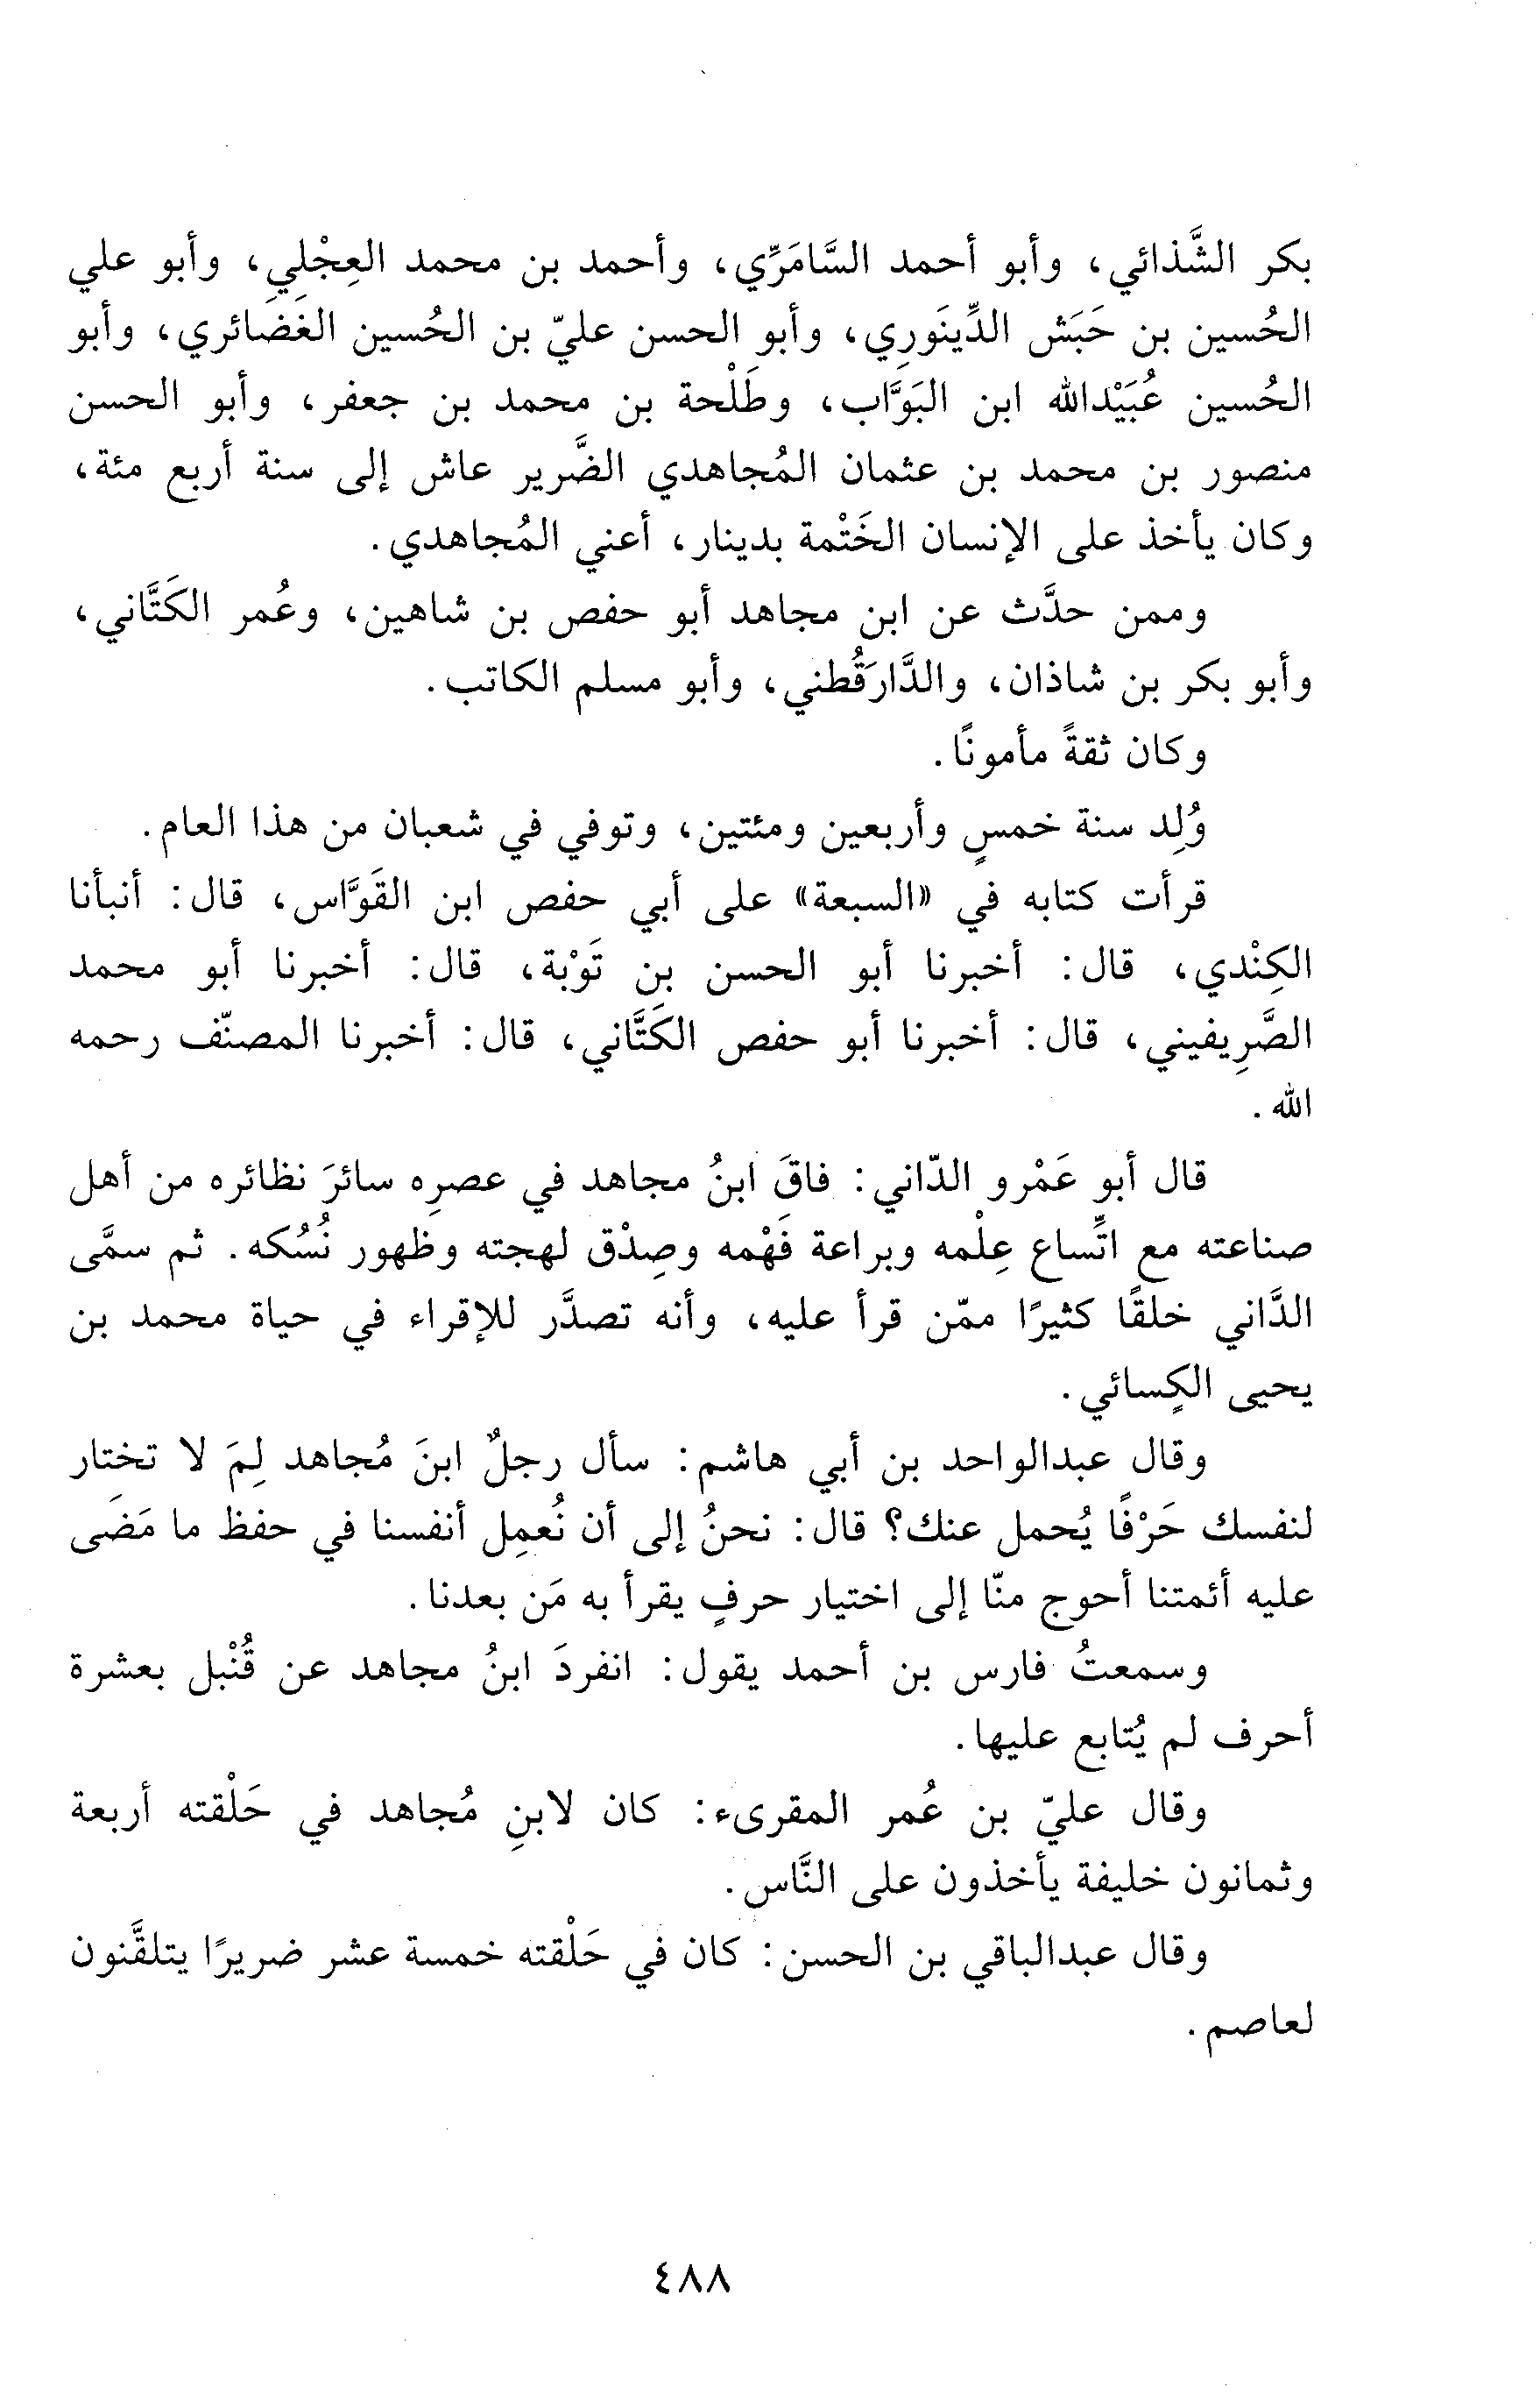 بكر الشَّذائي، وأبو أحمد السَّامَرِّي، وأحمد بن محمد العِجْلِي، وأبو علي
الحُسين بن حَبَش الدِّينَوري، وأبو الحسن عليّ بن الحُسين الغَضَائري، وأبو
الحُسين عُبَيْدالله ابن البَوَّاب، وطَلْحة بن محمد بن جعفر، وأبو الحسن
منصور بن محمد بن عثمان المُجاهدي الضَّرير عاش إلى سنة أربع مئة،
وكان يأخذ على الإنسان الخَتْمة بدينار، أعني المُجاهدي.
وممن حدَّث عن ابن مجاهد أبو حفص بن شاهين، وعُمر الكَتَّاني،
وأبو بكر بن شاذان، والدَّارَقُطني، وأبو مسلم الكاتب.
وكان ثقةً مأمونًا.
وُلِد سنة خمسٍ وأربعين ومئتين، وتوفي في شعبان من هذا العام.
قرأت كتابه في «السبعة» على أبي حفص ابن القَوَّاس، قال: أنبأنا
الكِنْدي، قال: أخبرنا أبو الحسن بن تَوْبة، قال: أخبرنا أبو محمد
الصَّرِيفيني، قال: أخبرنا أبو حفص الكَتَّاني، قال: أخبرنا المصنّف رحمه
الله.
قال أبو عَمْرو الدّاني: فاقَ ابنُ مجاهد في عصرِه سائرَ نظائره من أهل
صناعته مع اتِّساع عِلْمه وبراعة فَهْمه وصِدْق لهجته وظهور نُسُكه. ثم سمَّى
الدَّاني خلقًا كثيرًا ممّن قرأ عليه، وأنه تصدَّر للإقراء في حياة محمد بن
يحيى الكِسائي.
وقال عبدالواحد بن أبي هاشم: سأل رجلٌ ابنَ مُجاهد لِمَ لا تختار
لنفسك حَرْفًا يُحمل عنك؟ قال: نحنُ إلى أن نُعمِل أنفسنا في حفظ ما مَضَى
عليه أئمتنا أحوج منّا إلى اختيار حرفٍ يقرأ به مَن بعدنا.
وسمعتُ فارس بن أحمد يقول: انفردَ ابنُ مجاهد عن قُنْبل بعشرة
أحرف لم يُتابع عليها.
وقال عليّ بن عُمر المقرىء: كان لابنِ مُجاهد في حَلْقته أربعة
وثمانون خليفة يأخذون على النَّاس.
وقال عبدالباقي بن الحسن: كان في حَلْقته خمسة عشر ضريرًا يتلقَّنون
لعاصم.
٤٨٨